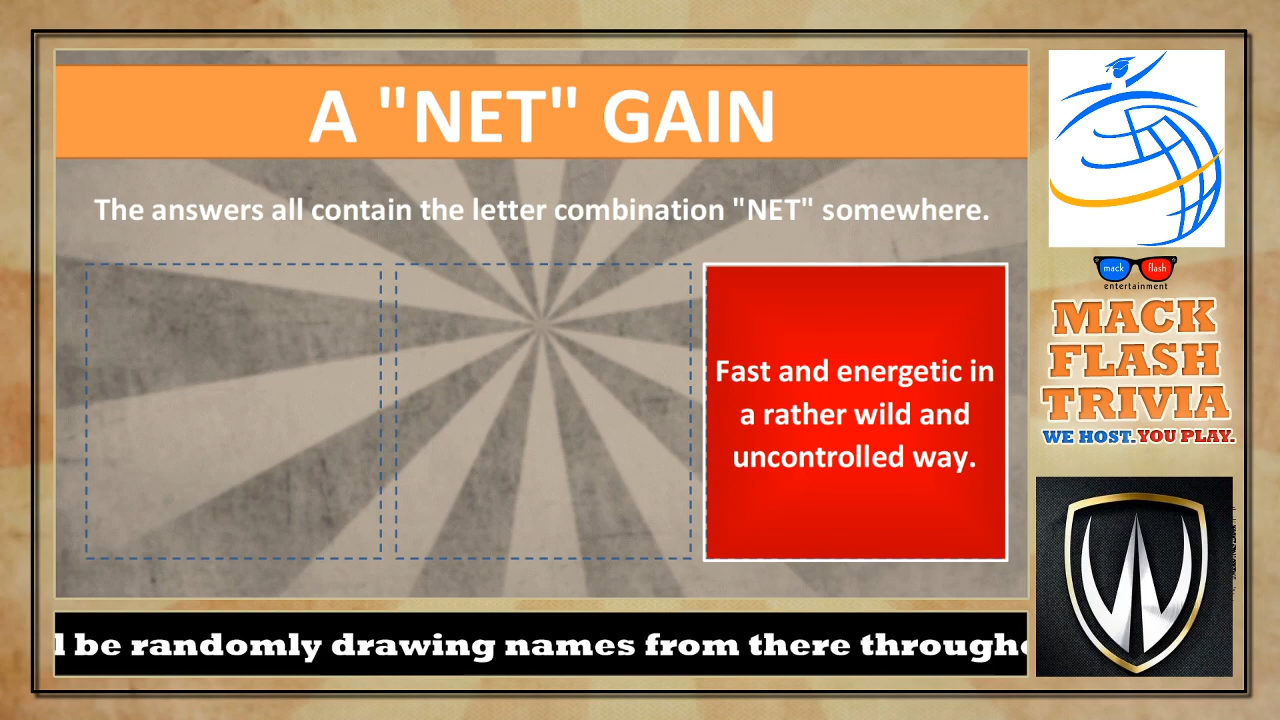 A "NET" GAIN
The answers all contain the letter combination "NET" somewhere.
Fast and energetic in
a rather wild and
uncontrolled way.
be randomly drawing names from there
mack flash
entertainment
MACK
FLASH
TRIVIA
WE HOST. YOU PLAY.